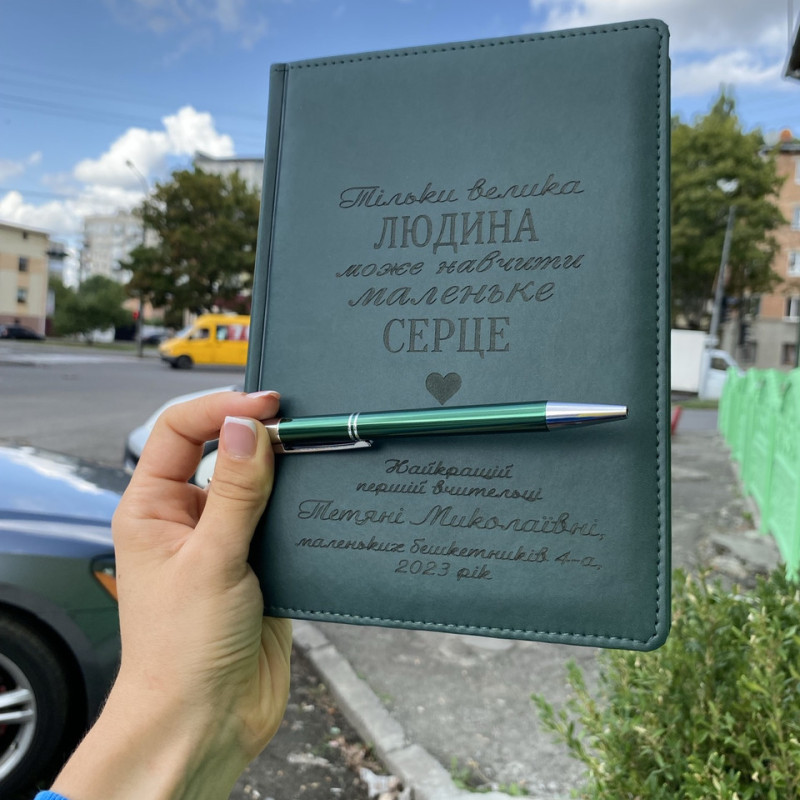 Тільки велика
ЛЮДИНА
може навчити
маленьке
СЕРЦЕ
Найкращій
першій вчительці
Тетяні Миколаївні,
маленьких бешкетників 4-а,
2023 рік